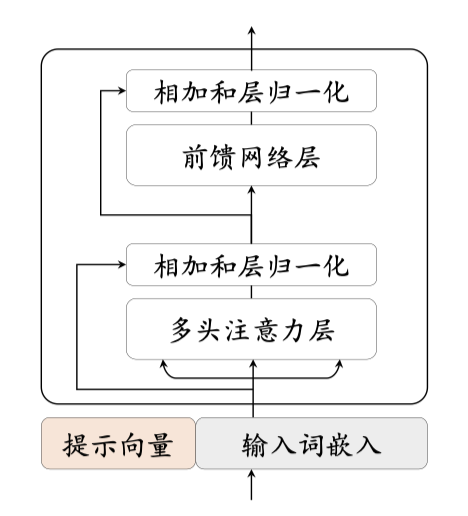 相加和层归一化
前馈网络层
相加和层归一化
多头注意力层
提示向量
输入词嵌入